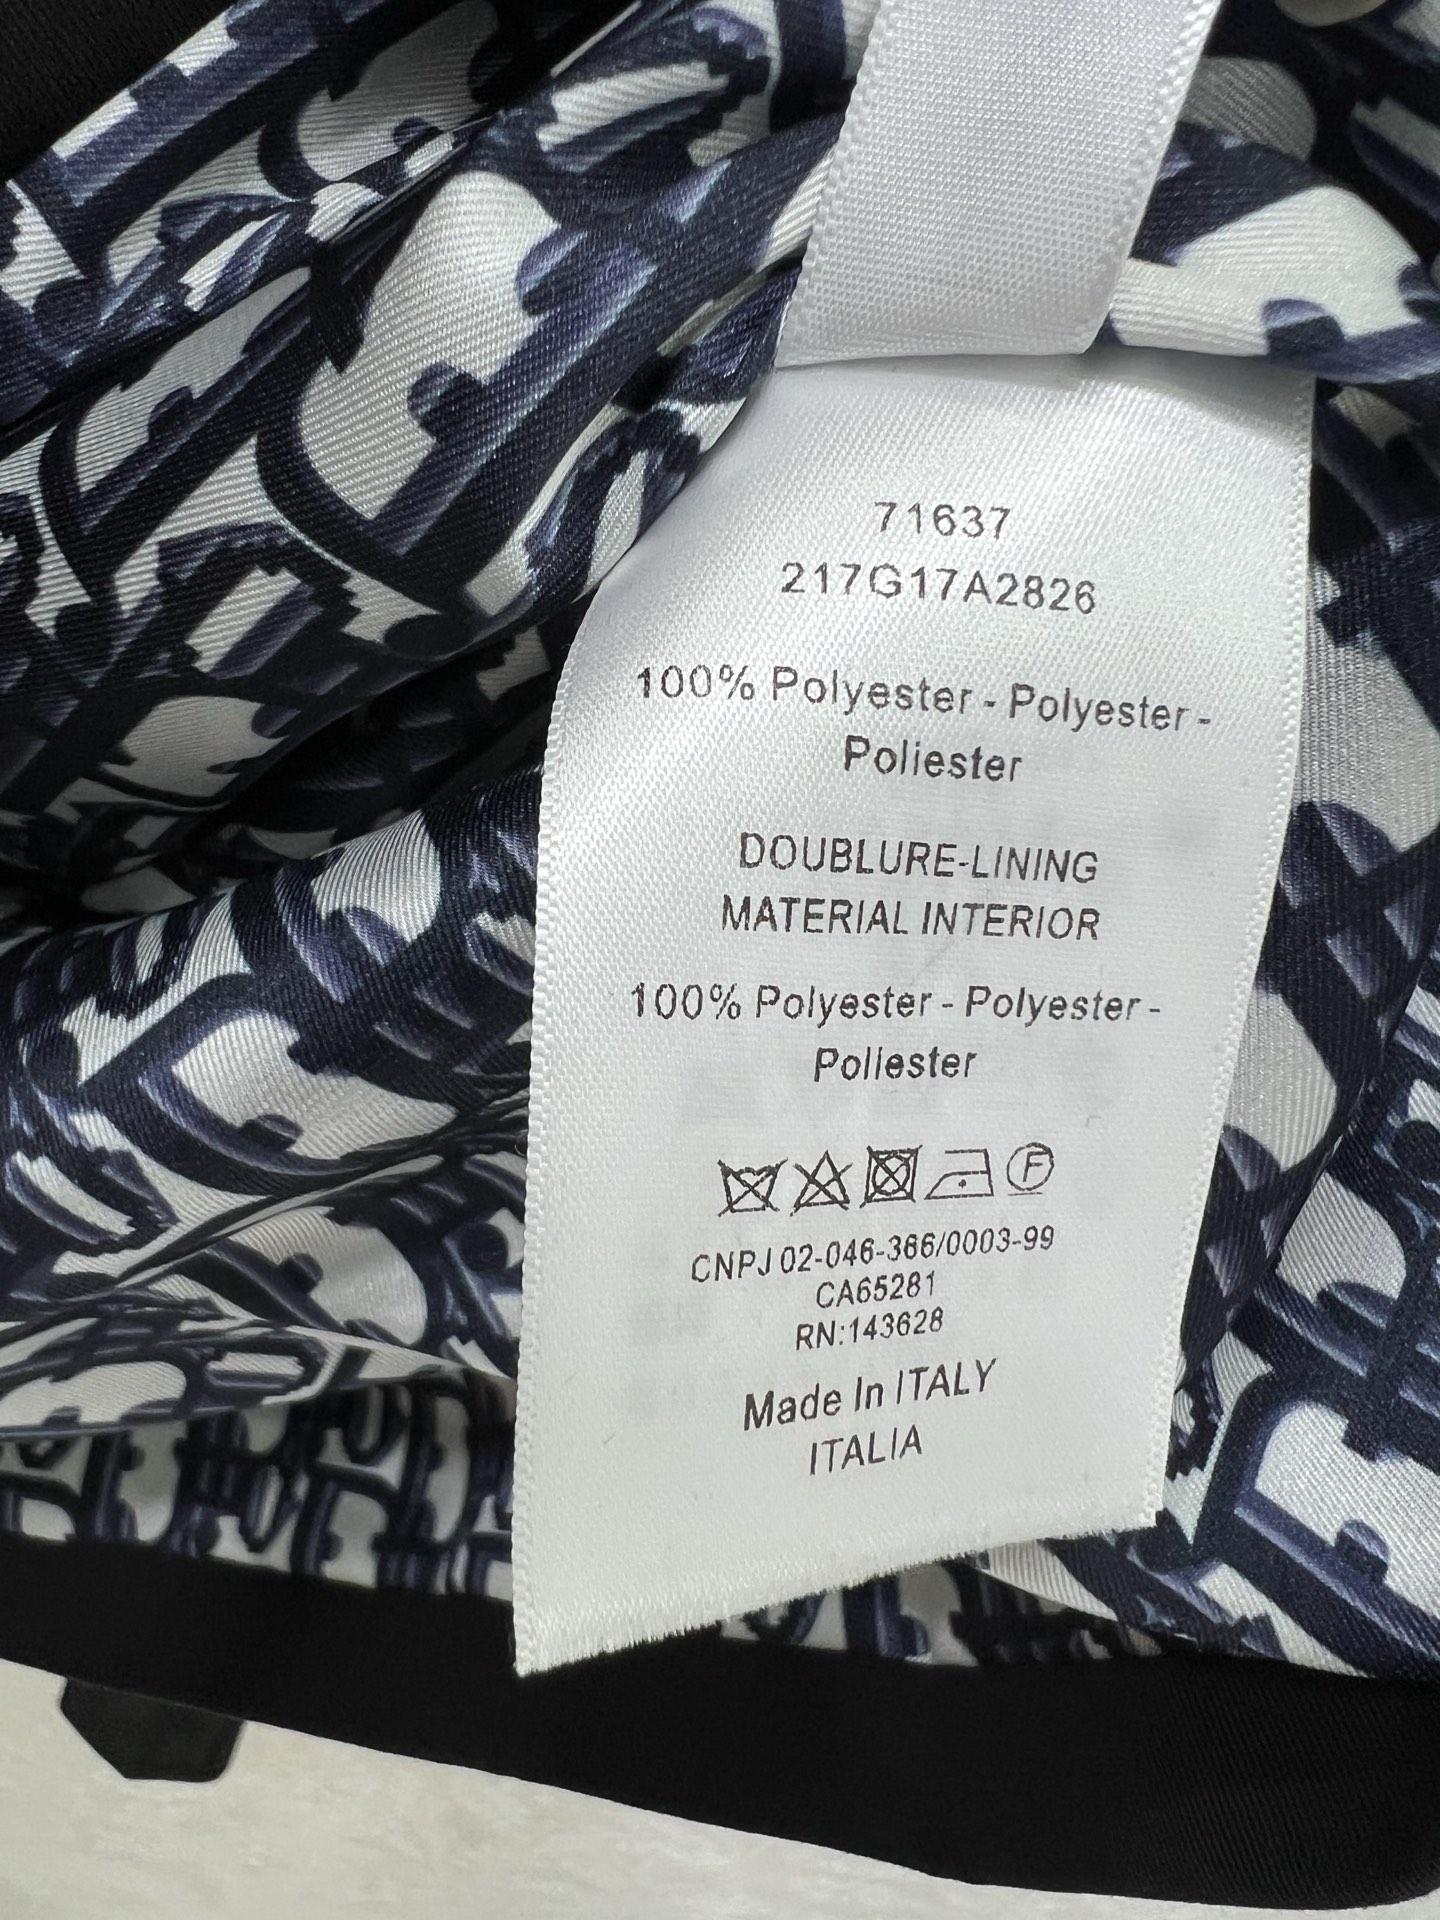 71637
217G17A2826
100% Polyester - Polyester -
Poliester
DOUBLURE-LINING
MATERIAL INTERIOR
100% Polyester - Polyester -
Poliester
F
CNPJ 02-046-366/0003-99
CA65281
RN:143628
Made In ITALY
ITALIA